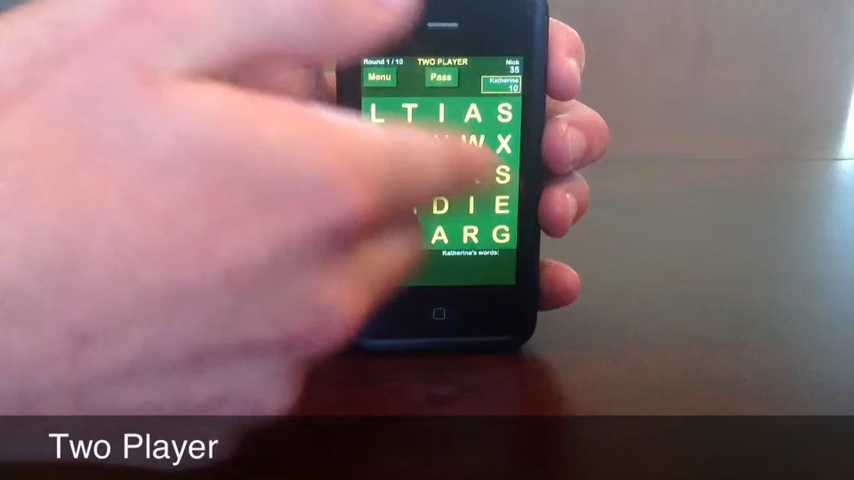 Round 1 / 10 TWO PLAYER Nick
35
Menu Pass Katherine
10
L T I A S
W X
S
D I E
A R G
Katherine's words:
Two Player